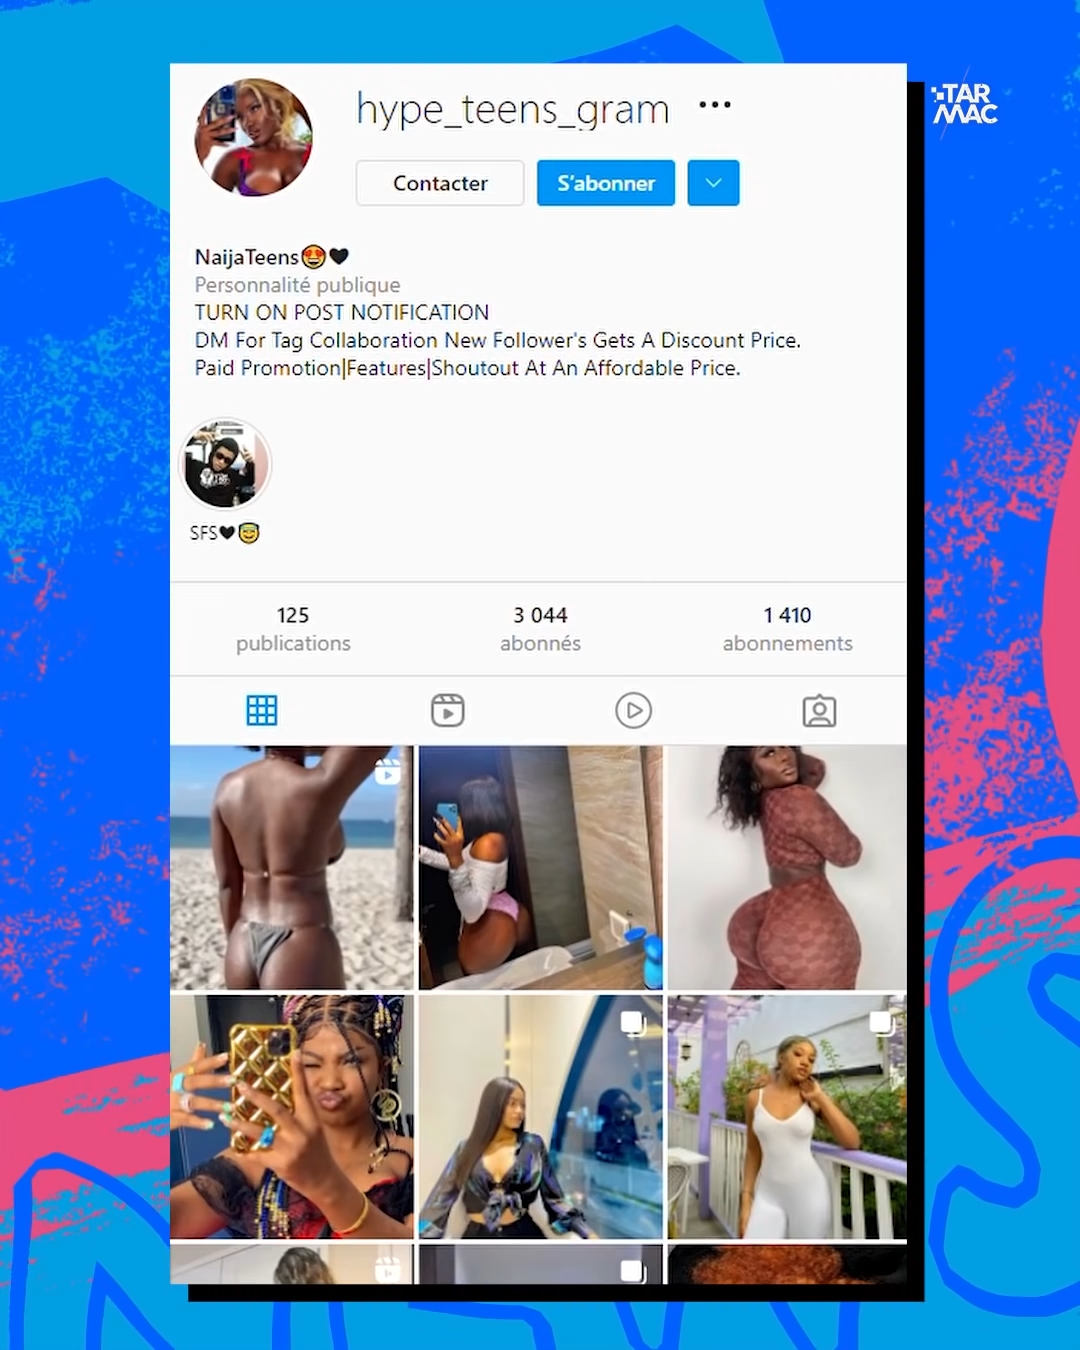 TAR
MAC
hype_teens_gram
Contacter
S'abonner
NaijaTeens😍🖤
Personnalité publique
TURN ON POST NOTIFICATION
DM For Tag Collaboration New Follower's Gets A Discount Price.
Paid Promotion|Features|Shoutout At An Affordable Price.
SFS🖤😇
125
3 044
1 410
publications
abonnés
abonnements